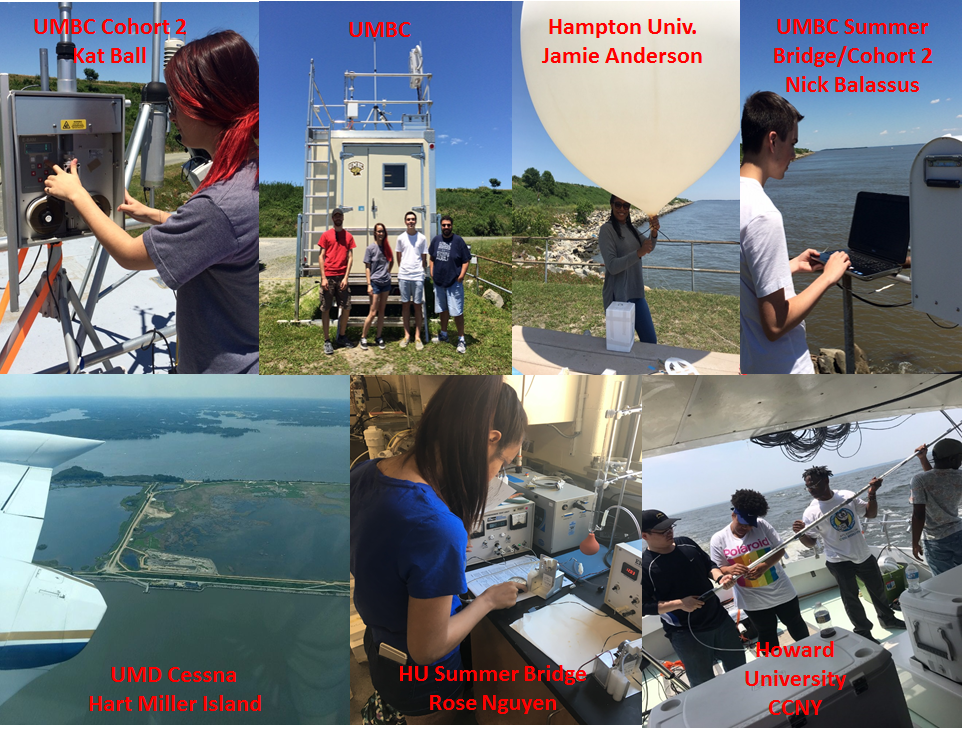 UMBC Cohort 2
Kat Ball
UMBC
Hampton Univ.
Jamie Anderson
UMBC Summer
Bridge/Cohort 2
Nick Balassus
UMD Cessna
Hart Miller Island
HU Summer Bridge
Rose Nguyen
POLAROID
Howard
University
CCNY